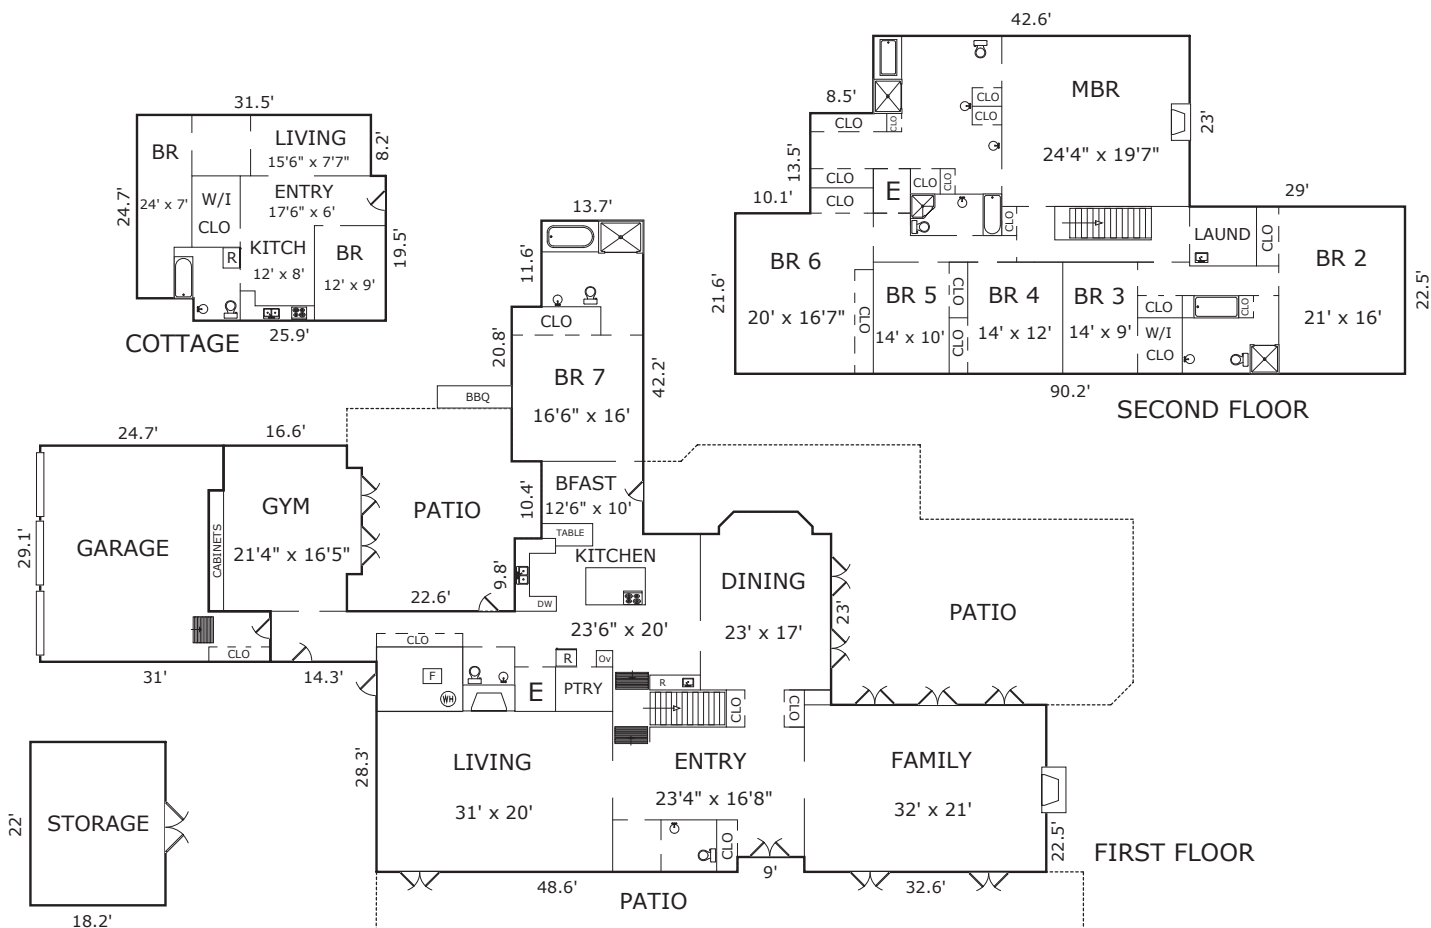 31.5'
BR
24' x 7'
LIVING
15'6" x 7'7"
8.2'
24.7'
W/I
CLO
ENTRY
17'6" x 6'
KITCH
12' x 8'
R
BR
12' x 9'
19.5'
25.9'
COTTAGE
42.6'
8.5'
CLO
CLO
CLO
CLO
MBR
24'4" x 19'7"
23'
13.5'
10.1'
CLO
CLO
E
CLO
CLO
CLO
29'
LAUND
CLO
BR 6
20' x 16'7"
21.6'
CLO
BR 5
14' x 10'
CLO
CLO
BR 4
14' x 12'
BR 3
14' x 9'
CLO
W/I
CLO
CLO
BR 2
21' x 16'
22.5'
90.2'
SECOND FLOOR
13.7'
11.6'
CLO
20.8'
BR 7
16'6" x 16'
42.2'
BBQ
24.7'
16.6'
29.1'
GARAGE
CABINETS
GYM
21'4" x 16'5"
PATIO
22.6'
BFAST
12'6" x 10'
10.4'
TABLE
KITCHEN
9.8'
DW
23'6" x 20'
DINING
23' x 17'
23'
PATIO
CLO
31'
14.3'
CLO
F
WH
E
R
Ov
PTRY
R
CLO
CLO
28.3'
LIVING
31' x 20'
ENTRY
23'4" x 16'8"
FAMILY
32' x 21'
22.5'
CLO
48.6'
9'
32.6'
PATIO
FIRST FLOOR
22'
STORAGE
18.2'